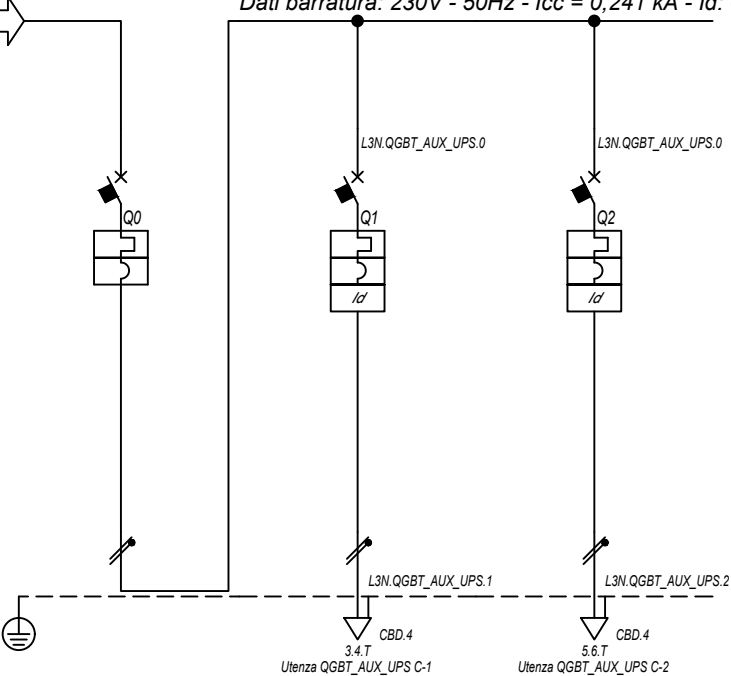 Dati barratura: 230V - 50Hz - Icc = 0,241 kA - Id:
L3N.QGBT_AUX_UPS.0
L3N.QGBT_AUX_UPS.0
Q0
Q1
Q2
Id
Id
L3N.QGBT_AUX_UPS.1
L3N.QGBT_AUX_UPS.2
CBD.4
CBD.4
3.4.T
5.6.T
Utenza QGBT_AUX_UPS C-1
Utenza QGBT_AUX_UPS C-2